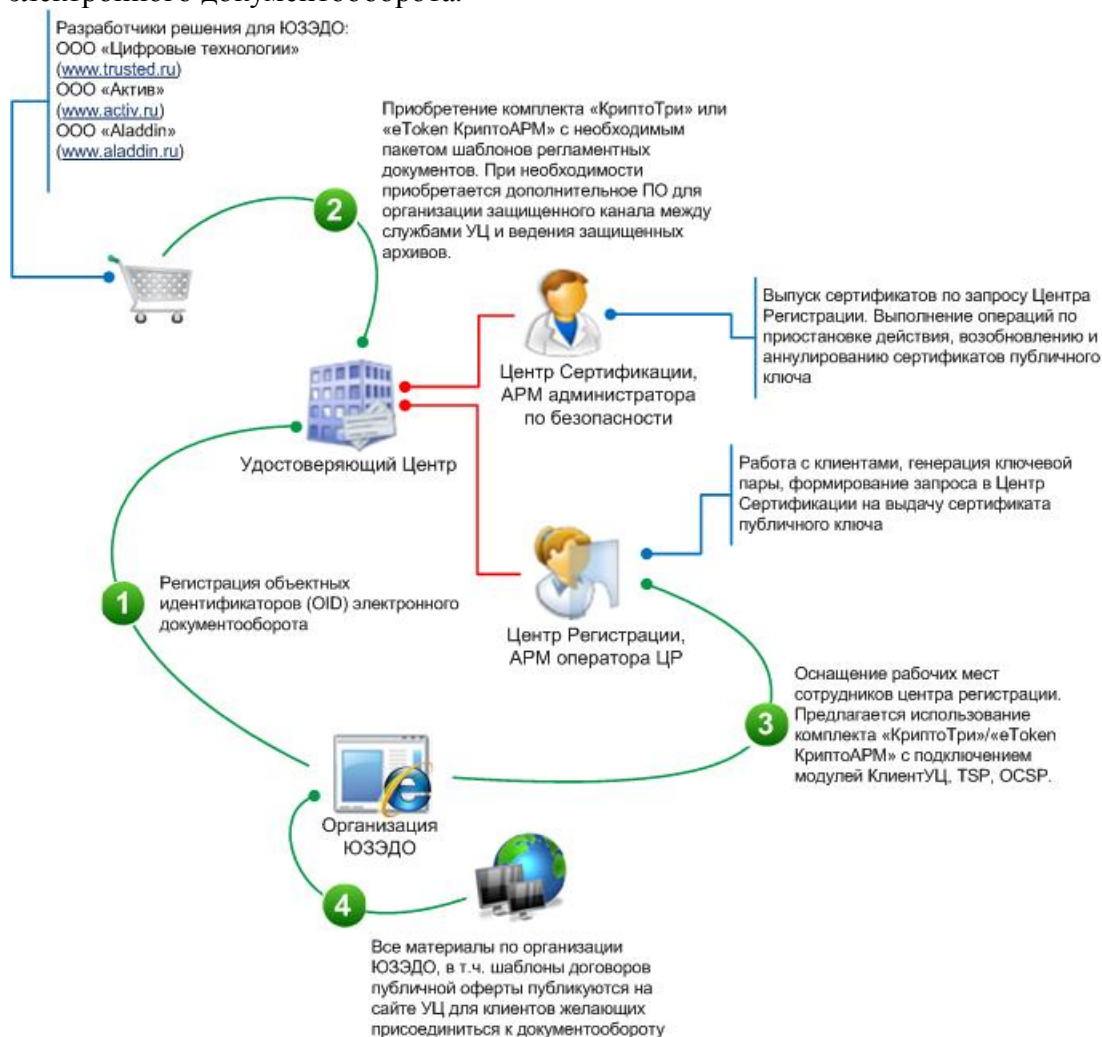 электронного документооборота.
Разработчики решения для ЮЗЭДО:
ООО «Цифровые технологии»
(www.trusted.ru)
ООО «Актив»
(www.activ.ru)
ООО «Aladdin»
(www.aladdin.ru)
Приобретение комплекта «КриптоТри» или
«eToken КриптоАРМ» с необходимым
пакетом шаблонов регламентных
документов. При необходимости
приобретается дополнительное ПО для
организации защищенного канала между
службами УЦ и ведения защищенных
архивов.
2
Выпуск сертификатов по запросу Центра
Регистрации. Выполнение операций по
приостановке действия, возобновлению и
аннулированию сертификатов публичного
ключа
Центр Сертификации,
АРМ администратора
по безопасности
Удостоверяющий Центр
Работа с клиентами, генерация ключевой
пары, формирование запроса в Центр
Сертификации на выдачу сертификата
публичного ключа
1
Регистрация объектных
идентификаторов (OID) электронного
документооборота
Центр Регистрации,
АРМ оператора ЦР
Оснащение рабочих мест
сотрудников центра регистрации.
Предлагается использование
комплекта «КриптоТри»/«eToken
КриптоАРМ» с подключением
модулей КлиентУЦ, TSP, OCSP.
3
Организация
ЮЗЭДО
4
Все материалы по организации
ЮЗЭДО, в т.ч. шаблоны договоров
публичной оферты публикуются на
сайте УЦ для клиентов желающих
присоединиться к документообороту